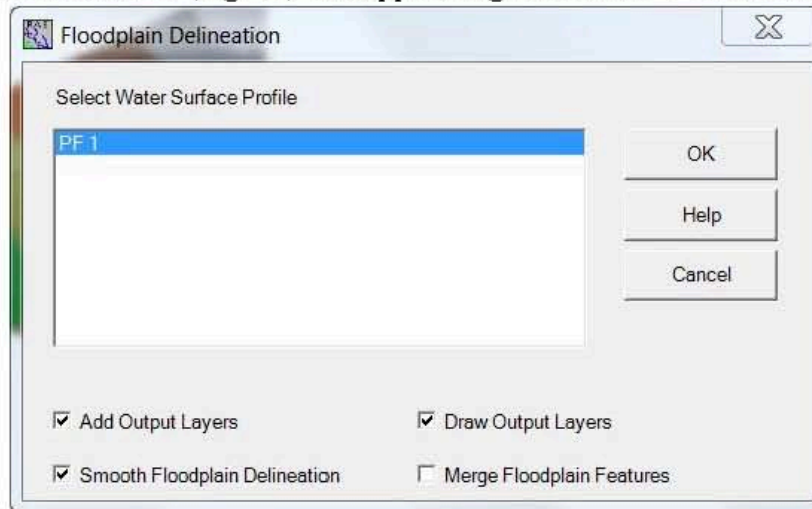 Floodplain Delineation
Select Water Surface Profile
PF 1
OK
Help
Cancel
Add Output Layers
Draw Output Layers
Smooth Floodplain Delineation
Merge Floodplain Features